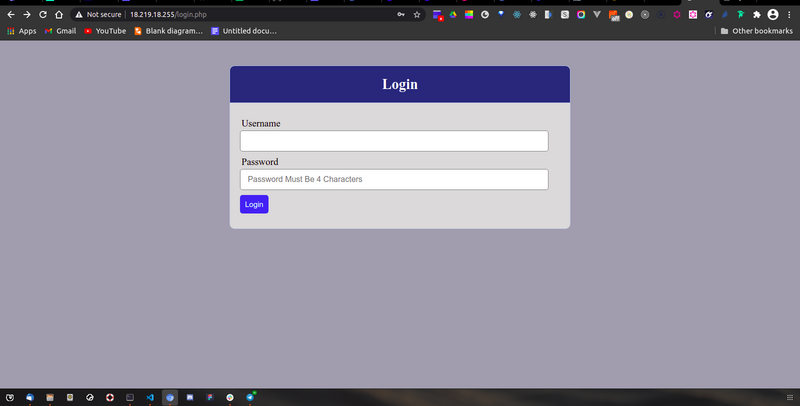 Not secure | 18.219.18.255/login.php
Apps Gmail YouTube Blank diagram... Untitled docu... Other bookmarks
Login
Username
Password
Password Must Be 4 Characters
Login